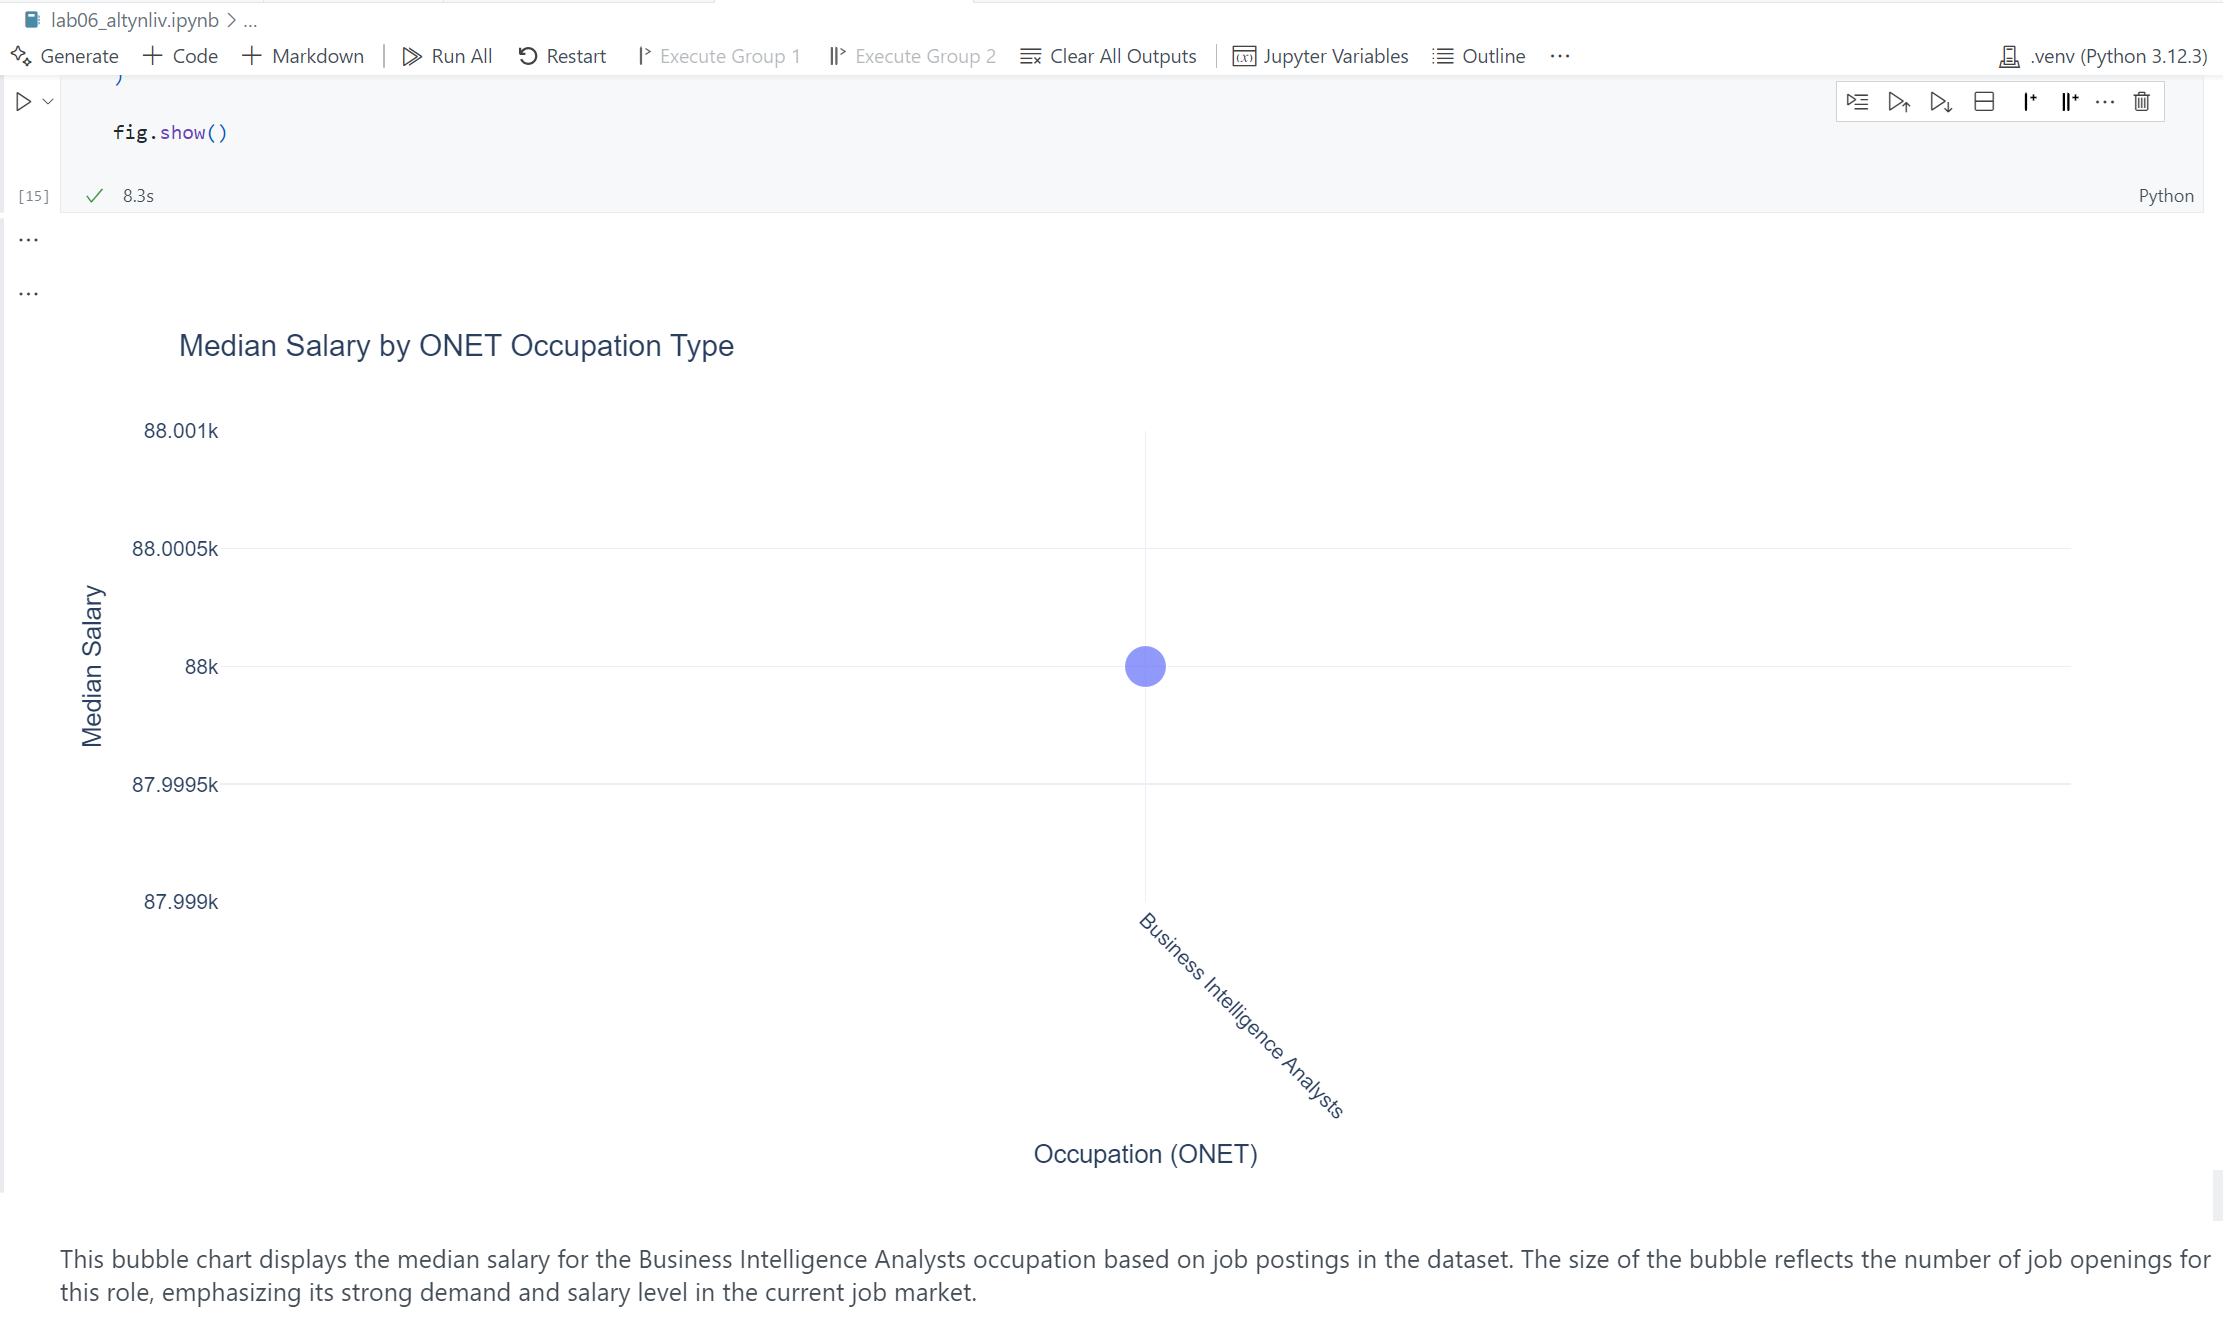 lab06_altynliv.ipynb > ...
Generate + Code + Markdown | Run All Restart Execute Group 1 Execute Group 2 Clear All Outputs | Jupyter Variables Outline ... .venv (Python 3.12.3)
)
fig.show()
[15] 8.3s Python
...
...
Median Salary by ONET Occupation Type
88.001k
88.0005k
88k
87.9995k
87.999k
Median Salary
Business Intelligence Analysts
Occupation (ONET)
This bubble chart displays the median salary for the Business Intelligence Analysts occupation based on job postings in the dataset. The size of the bubble reflects the number of job openings for
this role, emphasizing its strong demand and salary level in the current job market.